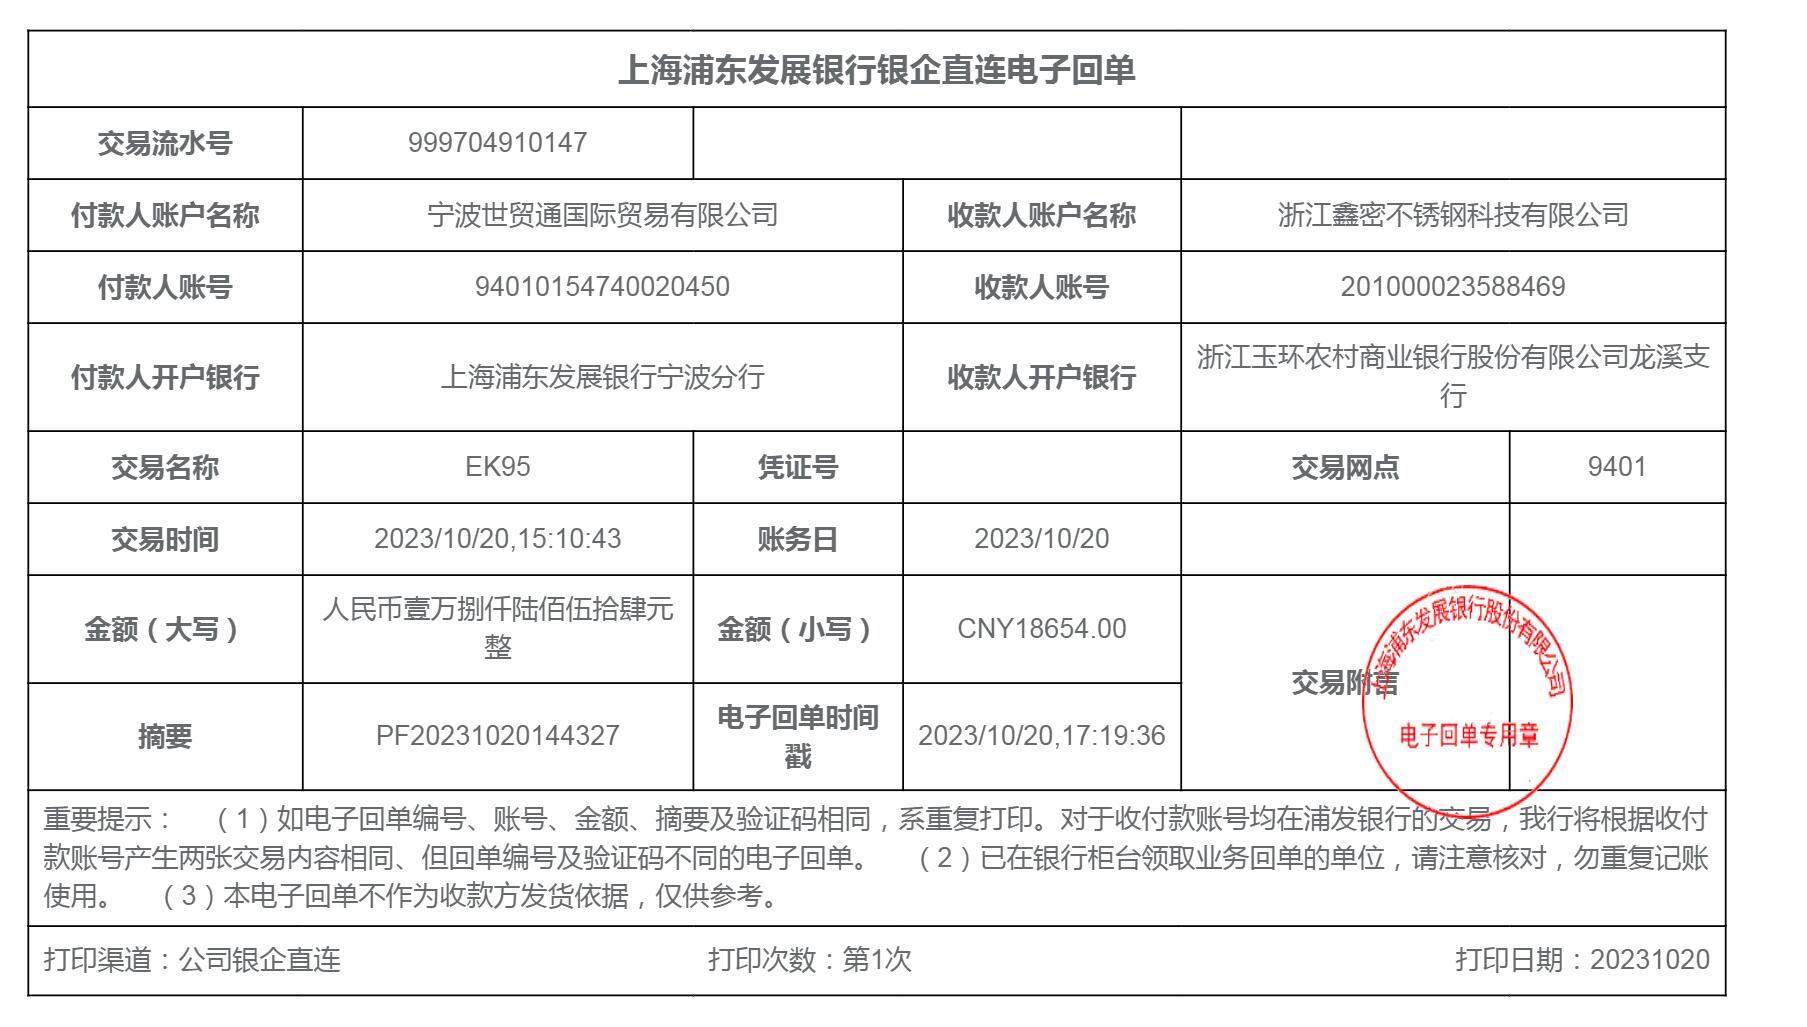 上海浦东发展银行银企直连电子回单
交易流水号 999704910147
付款人账户名称 宁波世贸通国际贸易有限公司 收款人账户名称 浙江鑫密不锈钢科技有限公司
付款人账号 94010154740020450 收款人账号 201000023588469
付款人开户银行 上海浦东发展银行宁波分行 收款人开户银行 浙江玉环农村商业银行股份有限公司龙溪支
行
交易名称 EK95 凭证号 交易网点 9401
交易时间 2023/10/20,15:10:43 账务日 2023/10/20
金额（大写） 人民币壹万捌仟陆佰伍拾肆元
整
金额（小写） CNY18654.00
交易附言
上海浦东发展银行股份有限公司
电子回单专用章
摘要 PF20231020144327 电子回单时间
戳
2023/10/20,17:19:36
重要提示： （1）如电子回单编号、账号、金额、摘要及验证码相同，系重复打印。对于收付款账号均在浦发银行的交易，我行将根据收付
款账号产生两张交易内容相同、但回单编号及验证码不同的电子回单。 （2）已在银行柜台领取业务回单的单位，请注意核对，勿重复记账
使用。 （3）本电子回单不作为收款方发货依据，仅供参考。
打印渠道：公司银企直连 打印次数：第1次 打印日期：20231020